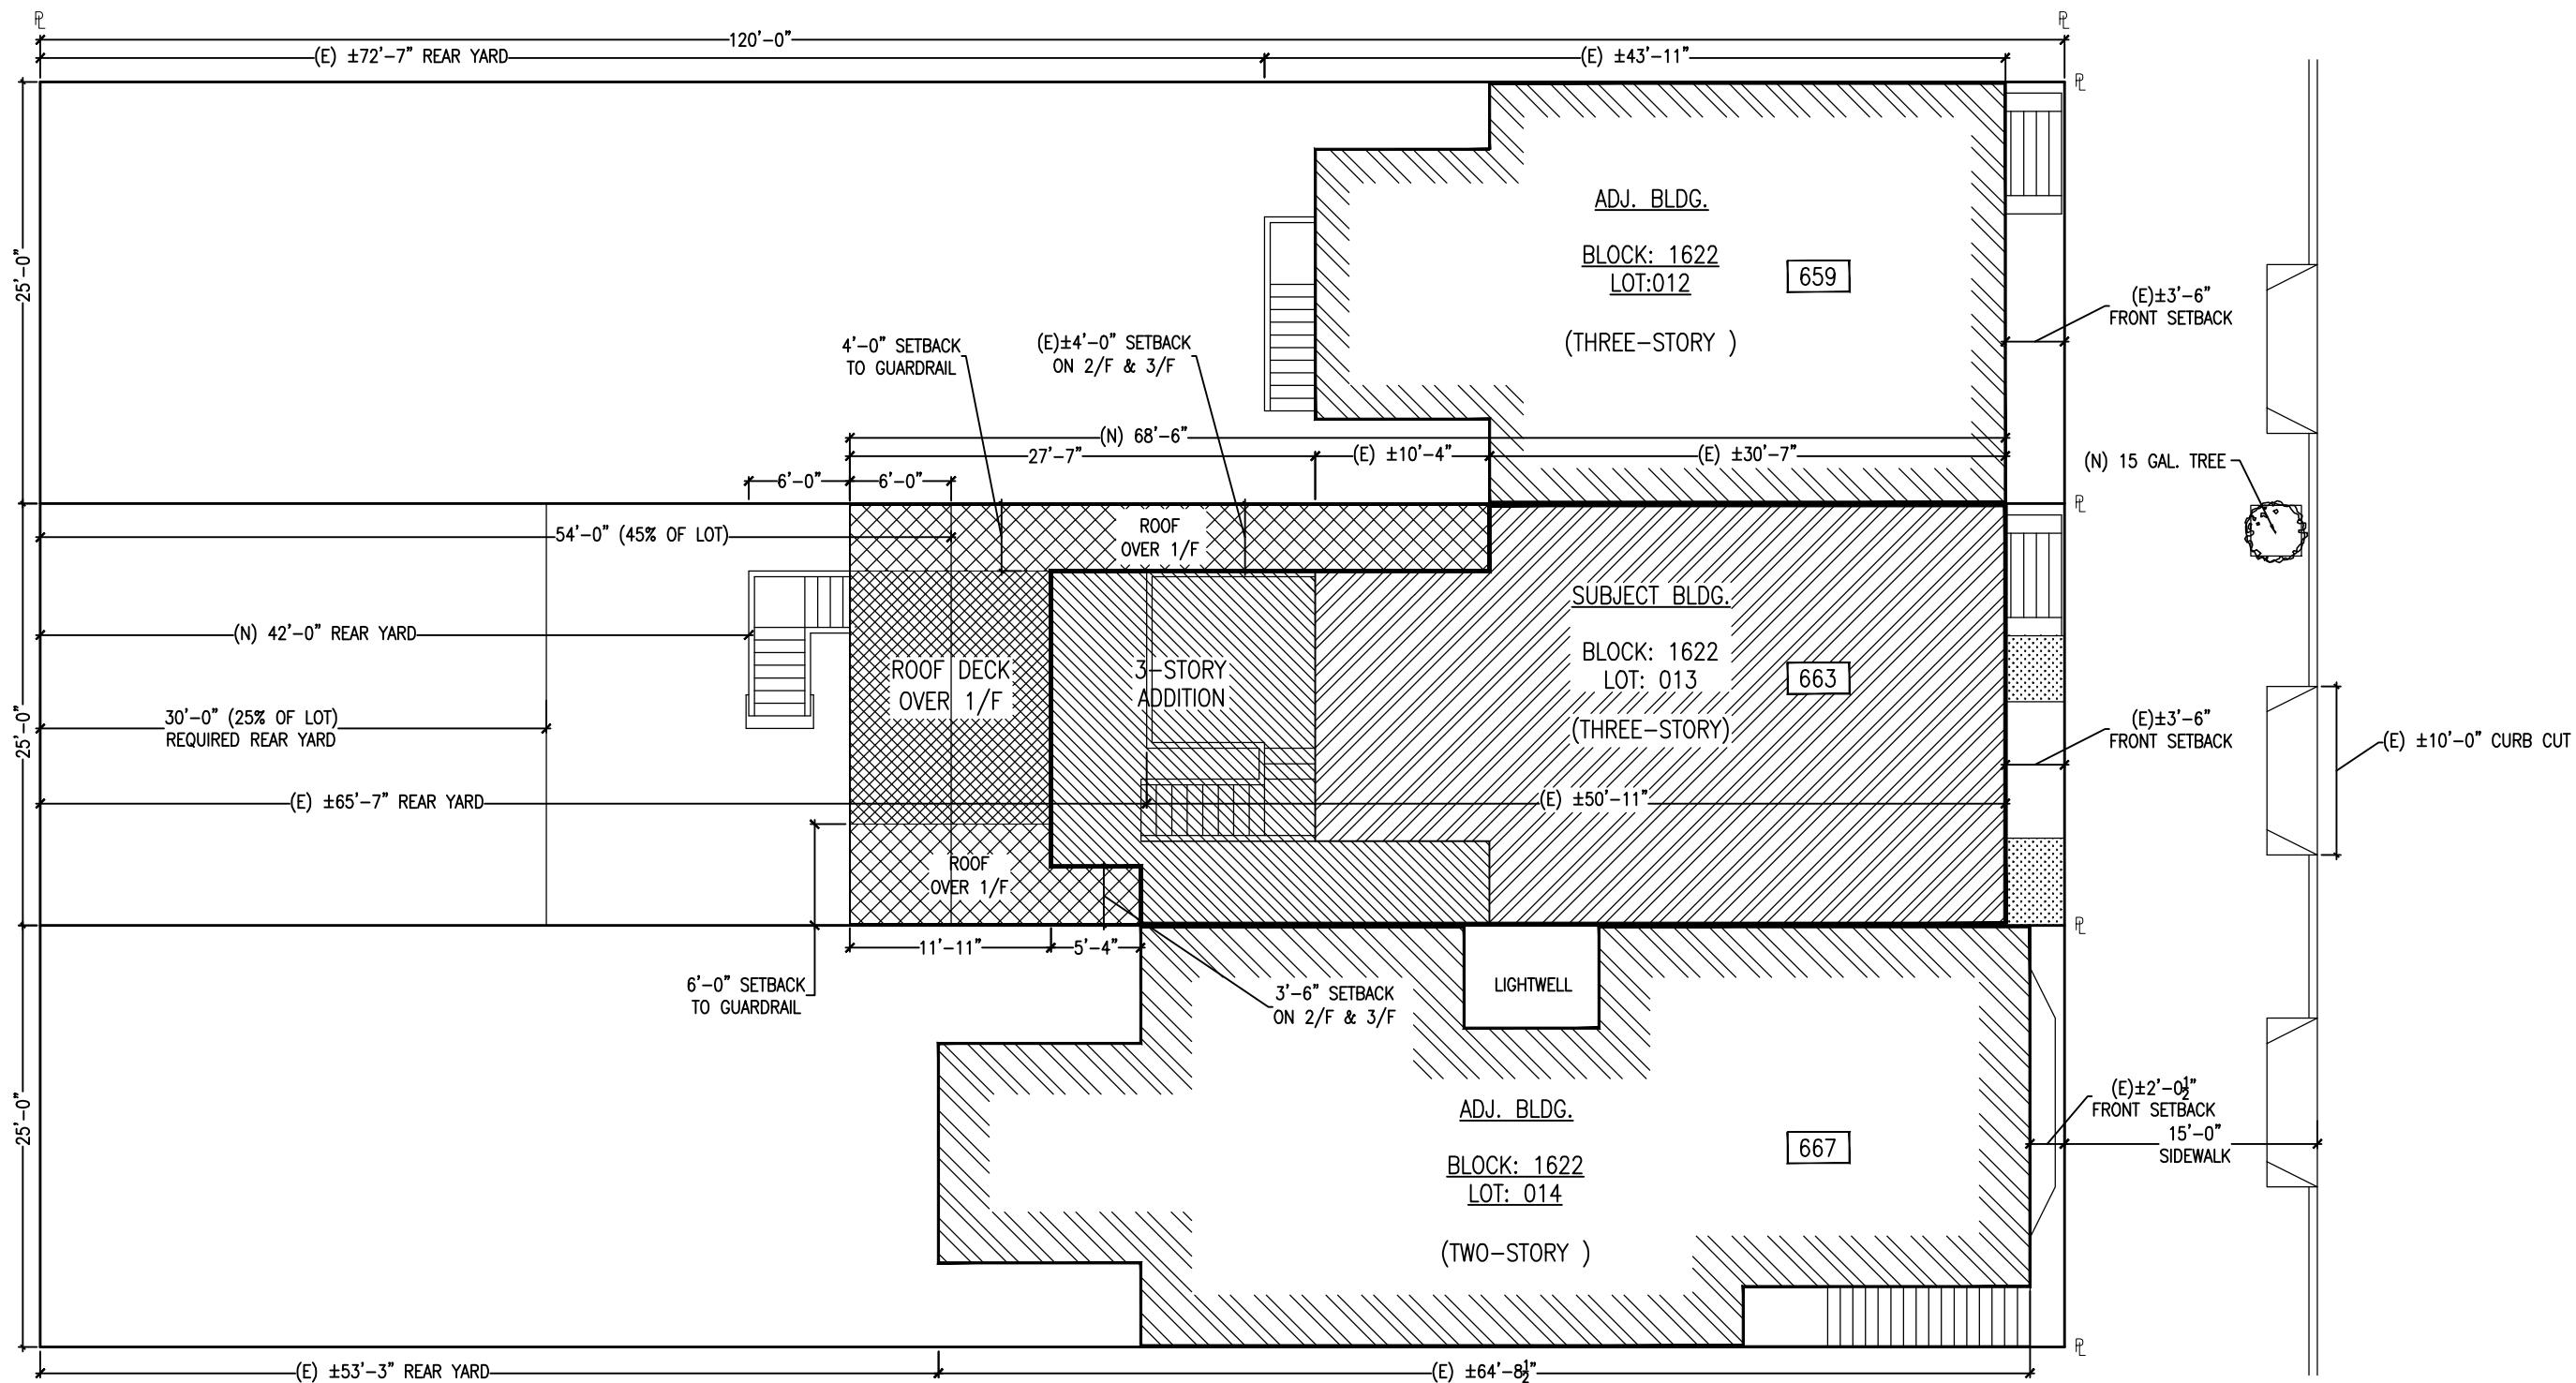 PL
PL
120'-0"
(E) ±72'-7" REAR YARD
(E) ±43'-11"
PL
ADJ. BLDG.
BLOCK: 1622
LOT:012
659
(THREE-STORY )
25'-0"
(E)±3'-6"
FRONT SETBACK
4'-0" SETBACK
TO GUARDRAIL
(E)±4'-0" SETBACK
ON 2/F & 3/F
(N) 68'-6"
27'-7"
(E) ±10'-4"
(E) ±30'-7"
(N) 15 GAL. TREE
6'-0"
6'-0"
PL
54'-0" (45% OF LOT)
ROOF
OVER 1/F
SUBJECT BLDG.
BLOCK: 1622
LOT: 013
663
(THREE-STORY)
(N) 42'-0" REAR YARD
ROOF DECK
OVER 1/F
3-STORY
ADDITION
30'-0" (25% OF LOT)
REQUIRED REAR YARD
25'-0"
(E)±3'-6"
FRONT SETBACK
(E) ±10'-0" CURB CUT
(E) ±65'-7" REAR YARD
(E) ±50'-11"
ROOF
OVER 1/F
PL
11'-11"
5'-4"
6'-0" SETBACK
TO GUARDRAIL
3'-6" SETBACK
ON 2/F & 3/F
LIGHTWELL
ADJ. BLDG.
BLOCK: 1622
LOT: 014
667
(TWO-STORY )
25'-0"
(E)±2'-0½"
FRONT SETBACK
15'-0"
SIDEWALK
PL
(E) ±53'-3" REAR YARD
(E) ±64'-8½"